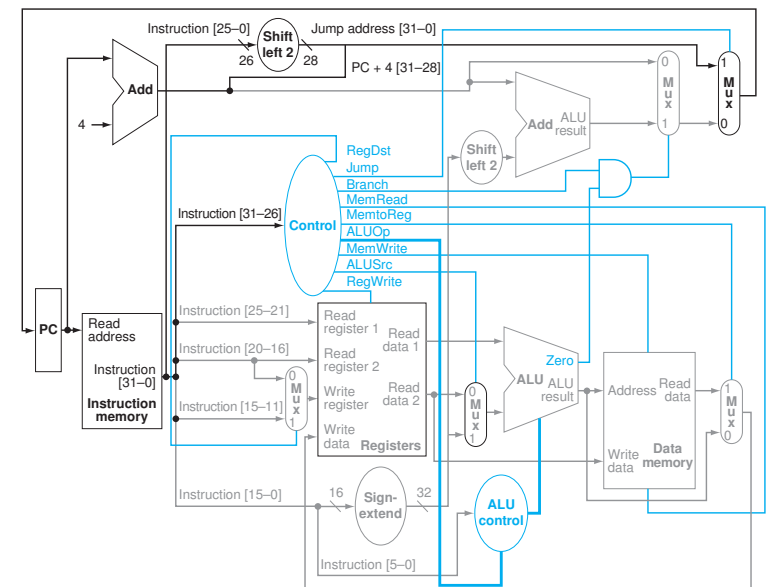 Instruction [25–0]
Jump address [31–0]
Shift
left 2
26
28
PC + 4 [31–28]
Add
4
0
M
u
x
1
1
M
u
x
0
Add
ALU
result
Shift
left 2
RegDst
Jump
Branch
MemRead
MemtoReg
ALUOp
MemWrite
ALUSrc
RegWrite
Instruction [31–26]
Control
PC
Read
address
Instruction
[31–0]
Instruction
memory
Instruction [25–21]
Instruction [20–16]
Instruction [15–11]
0
M
u
x
1
Read
register 1
Read
register 2
Write
register
Write
data
Read
data 1
Read
data 2
Registers
0
M
u
x
1
Zero
ALU
ALU
result
Address
Read
data
Write
data
Data
memory
1
M
u
x
0
Instruction [15–0]
16
Sign-
extend
32
ALU
control
Instruction [5–0]